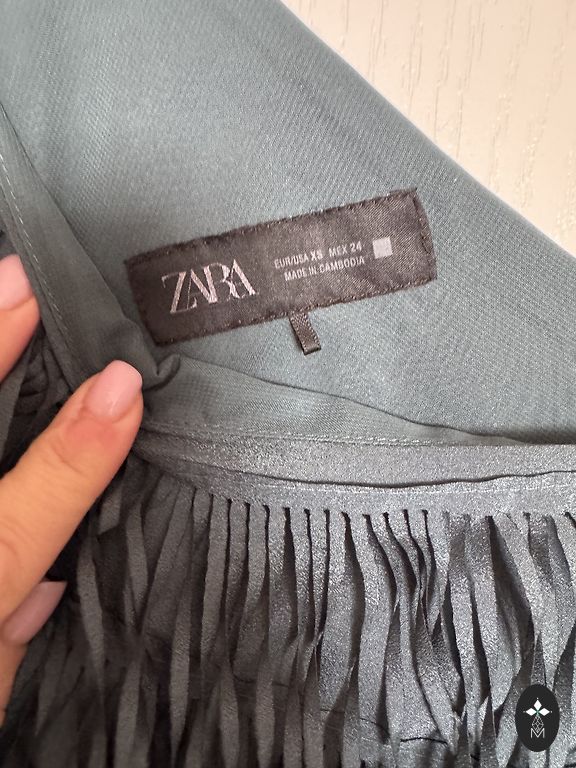 ZARA
EUR/USA XS MEX 24
MADE IN CAMBODIA
M